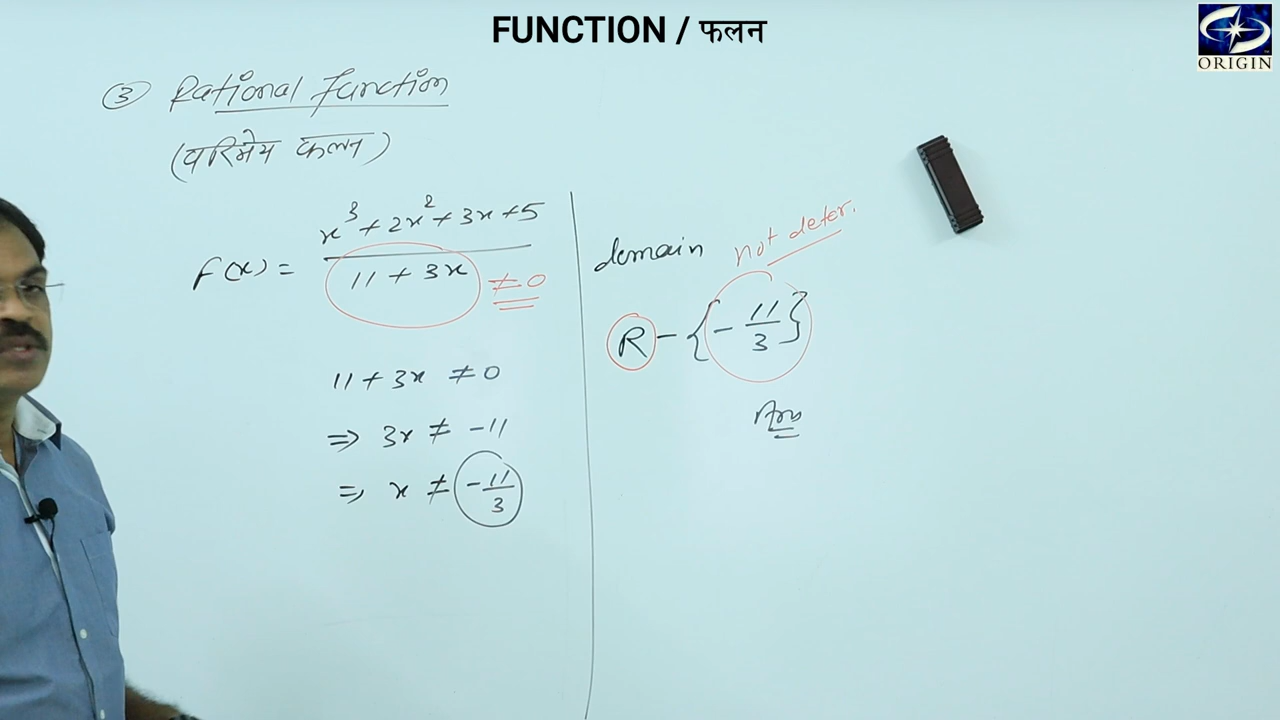 FUNCTION / फलन
ORIGIN
③ Rational function
(परिमेय फलन)
F(x) = (x³ + 2x² + 3x + 5) / (11 + 3x) ≠ 0
11 + 3x ≠ 0
⇒ 3x ≠ -11
⇒ x ≠ -11/3
domain not deter.
R - {-11/3}
Ans